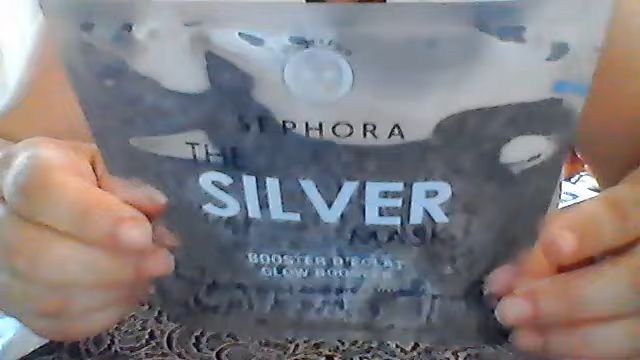 SEPHORA
THE
SILVER
MASK
BOOSTER D'ÉCLAT
GLOW BOOSTER